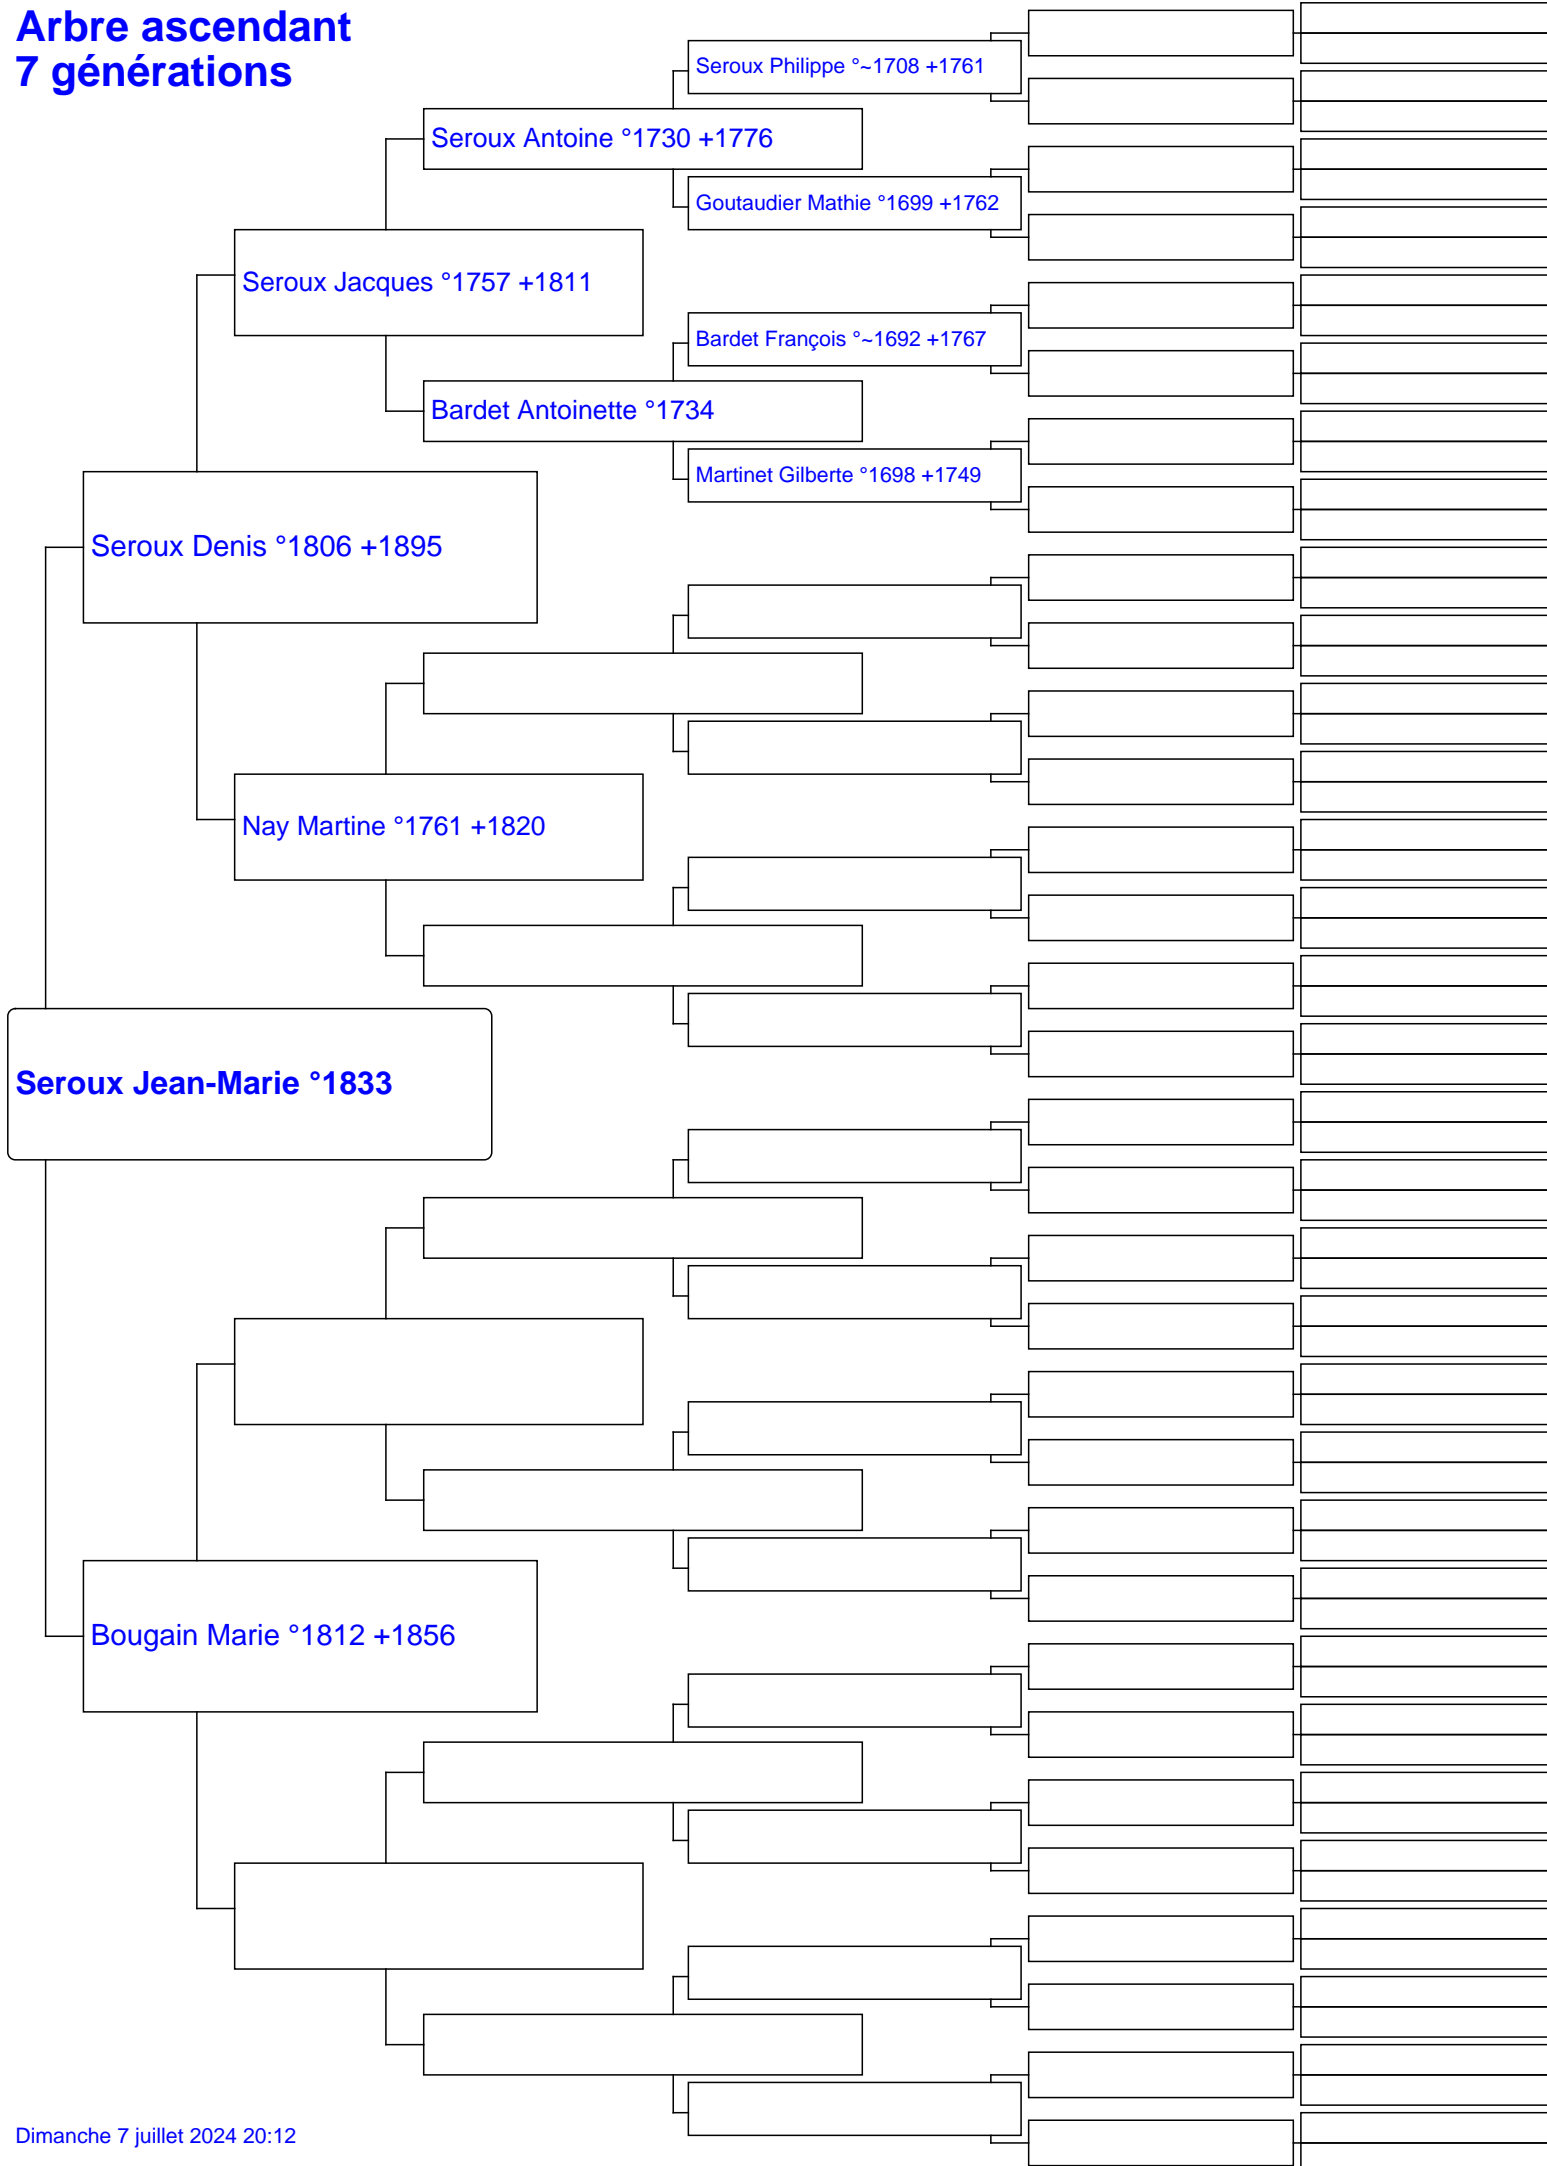 Arbre ascendant
7 générations
Seroux Philippe °~1708 +1761
Seroux Antoine °1730 +1776
Goutaudier Mathie °1699 +1762
Seroux Jacques °1757 +1811
Bardet François °~1692 +1767
Bardet Antoinette °1734
Martinet Gilberte °1698 +1749
Seroux Denis °1806 +1895
Nay Martine °1761 +1820
Seroux Jean-Marie °1833
Bougain Marie °1812 +1856
Dimanche 7 juillet 2024 20:12